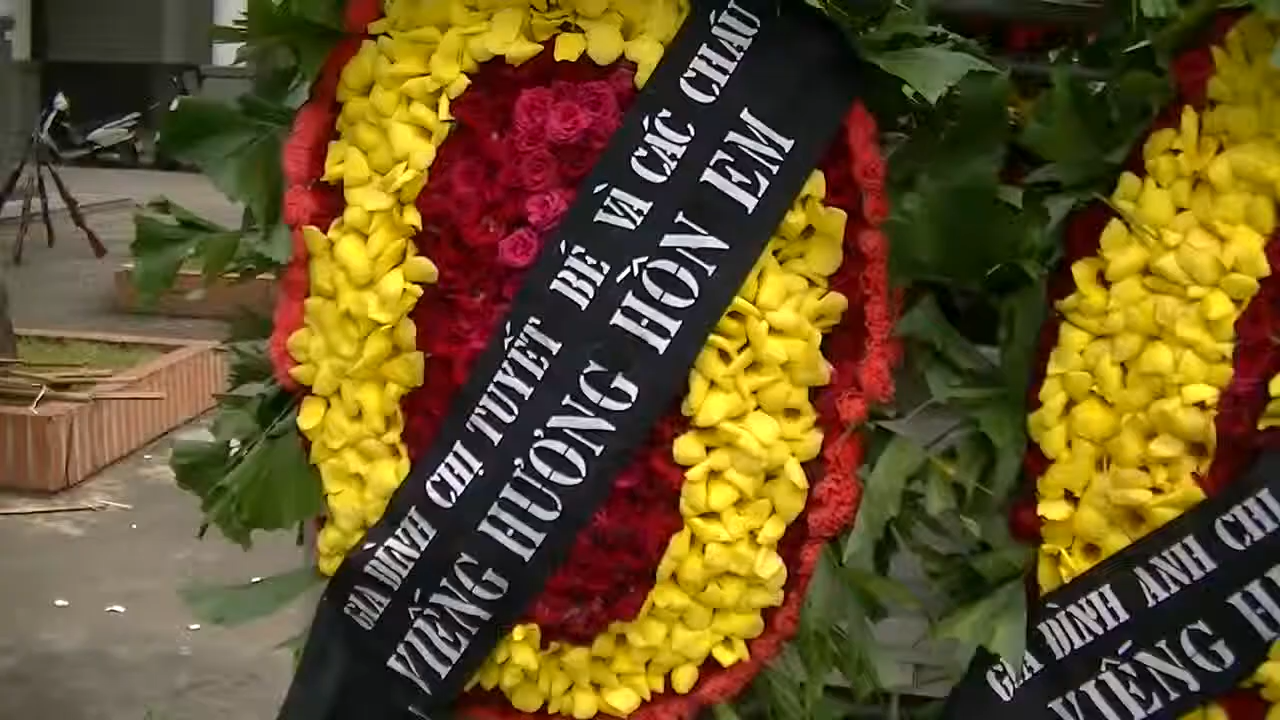 GIA ĐÌNH CHỊ TUYẾT BÉ VÀ CÁC CHÁU
VIẾNG HƯƠNG HỒN EM
GIA ĐÌNH ANH CHỊ
VIẾNG